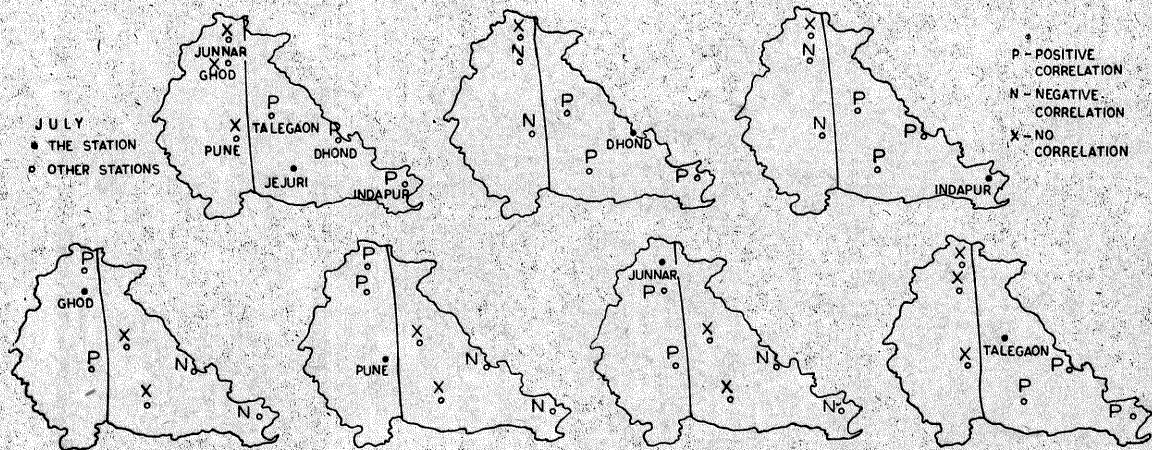 JULY
THE STATION
OTHER STATIONS
X
JUNNAR
X
GHOD
P
TALEGAON
X
PUNE
P
DHOND
JEJURI
P
INDAPUR
X
N
P
N
DHOND
P
P
X
N
P
N
P
P
INDAPUR
P - POSITIVE
CORRELATION
N - NEGATIVE
CORRELATION
X - NO
CORRELATION
P
GHOD
X
P
N
X
N
P
P
X
PUNE
N
X
N
JUNNAR
P
X
P
N
X
N
X
X
TALEGAON
X
P
P
P